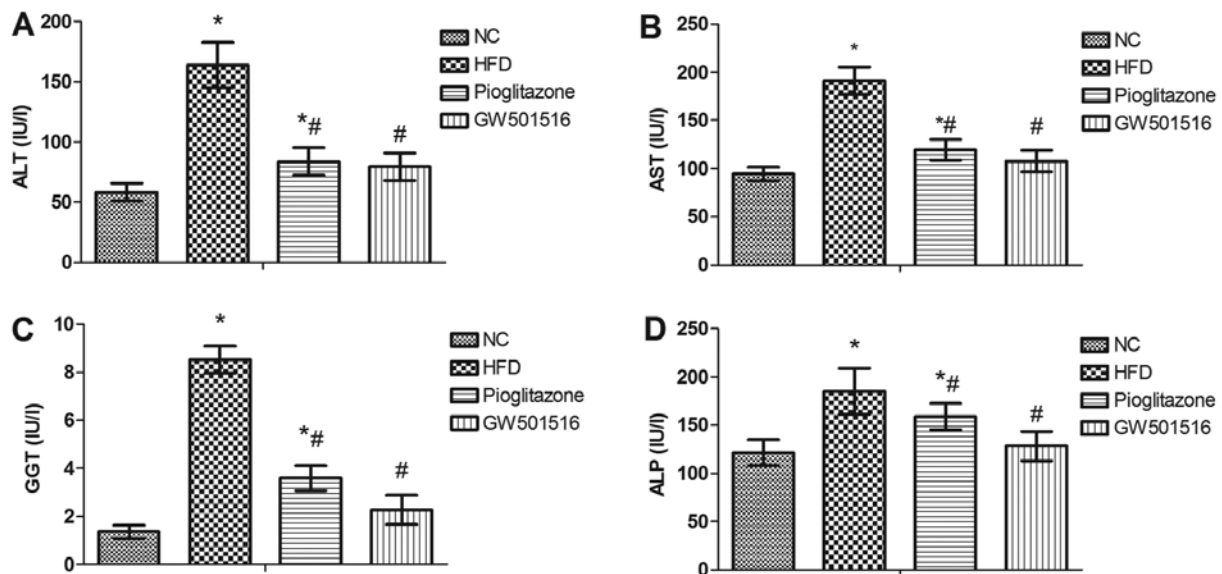 A
ALT (IU/l)
200
150
100
50
0
*
*#
#
NC
HFD
Pioglitazone
GW501516
B
AST (IU/l)
250
200
150
100
50
0
*
*#
#
NC
HFD
Pioglitazone
GW501516
C
GGT (IU/l)
10
8
6
4
2
0
*
*#
#
NC
HFD
Pioglitazone
GW501516
D
ALP (IU/l)
250
200
150
100
50
0
*
*#
#
NC
HFD
Pioglitazone
GW501516